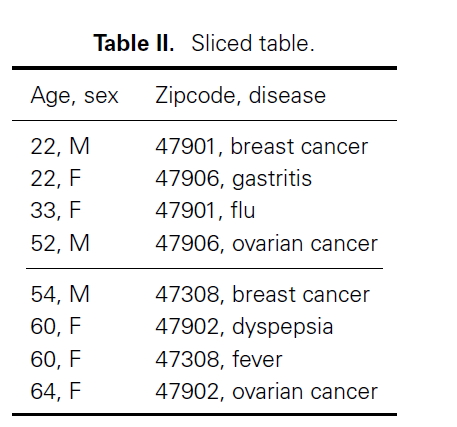 Table II. Sliced table.
Age, sex Zipcode, disease
22, M 47901, breast cancer
22, F 47906, gastritis
33, F 47901, flu
52, M 47906, ovarian cancer
54, M 47308, breast cancer
60, F 47902, dyspepsia
60, F 47308, fever
64, F 47902, ovarian cancer